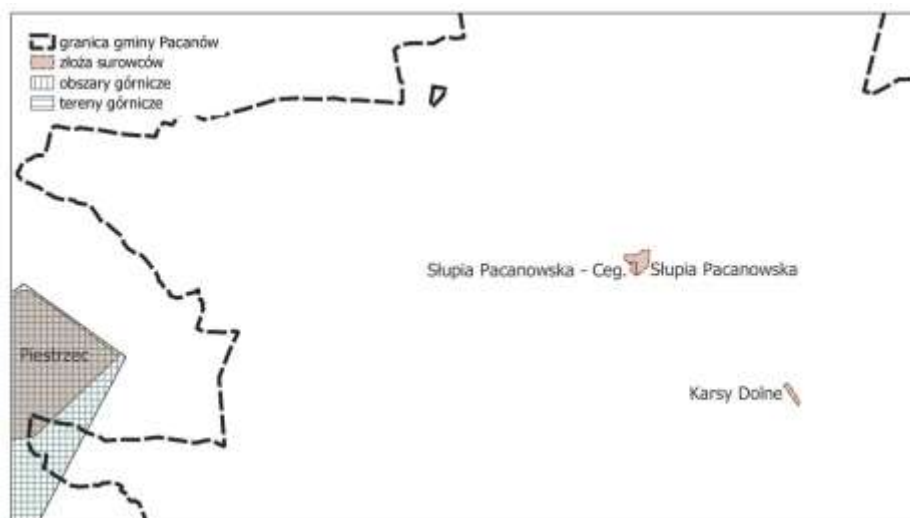 granica gminy Pacanów
złoża surowców
obszary górnicze
tereny górnicze
Słupia Pacanowska - Ceg. Słupia Pacanowska
Piestrzec
Karsy Dolne